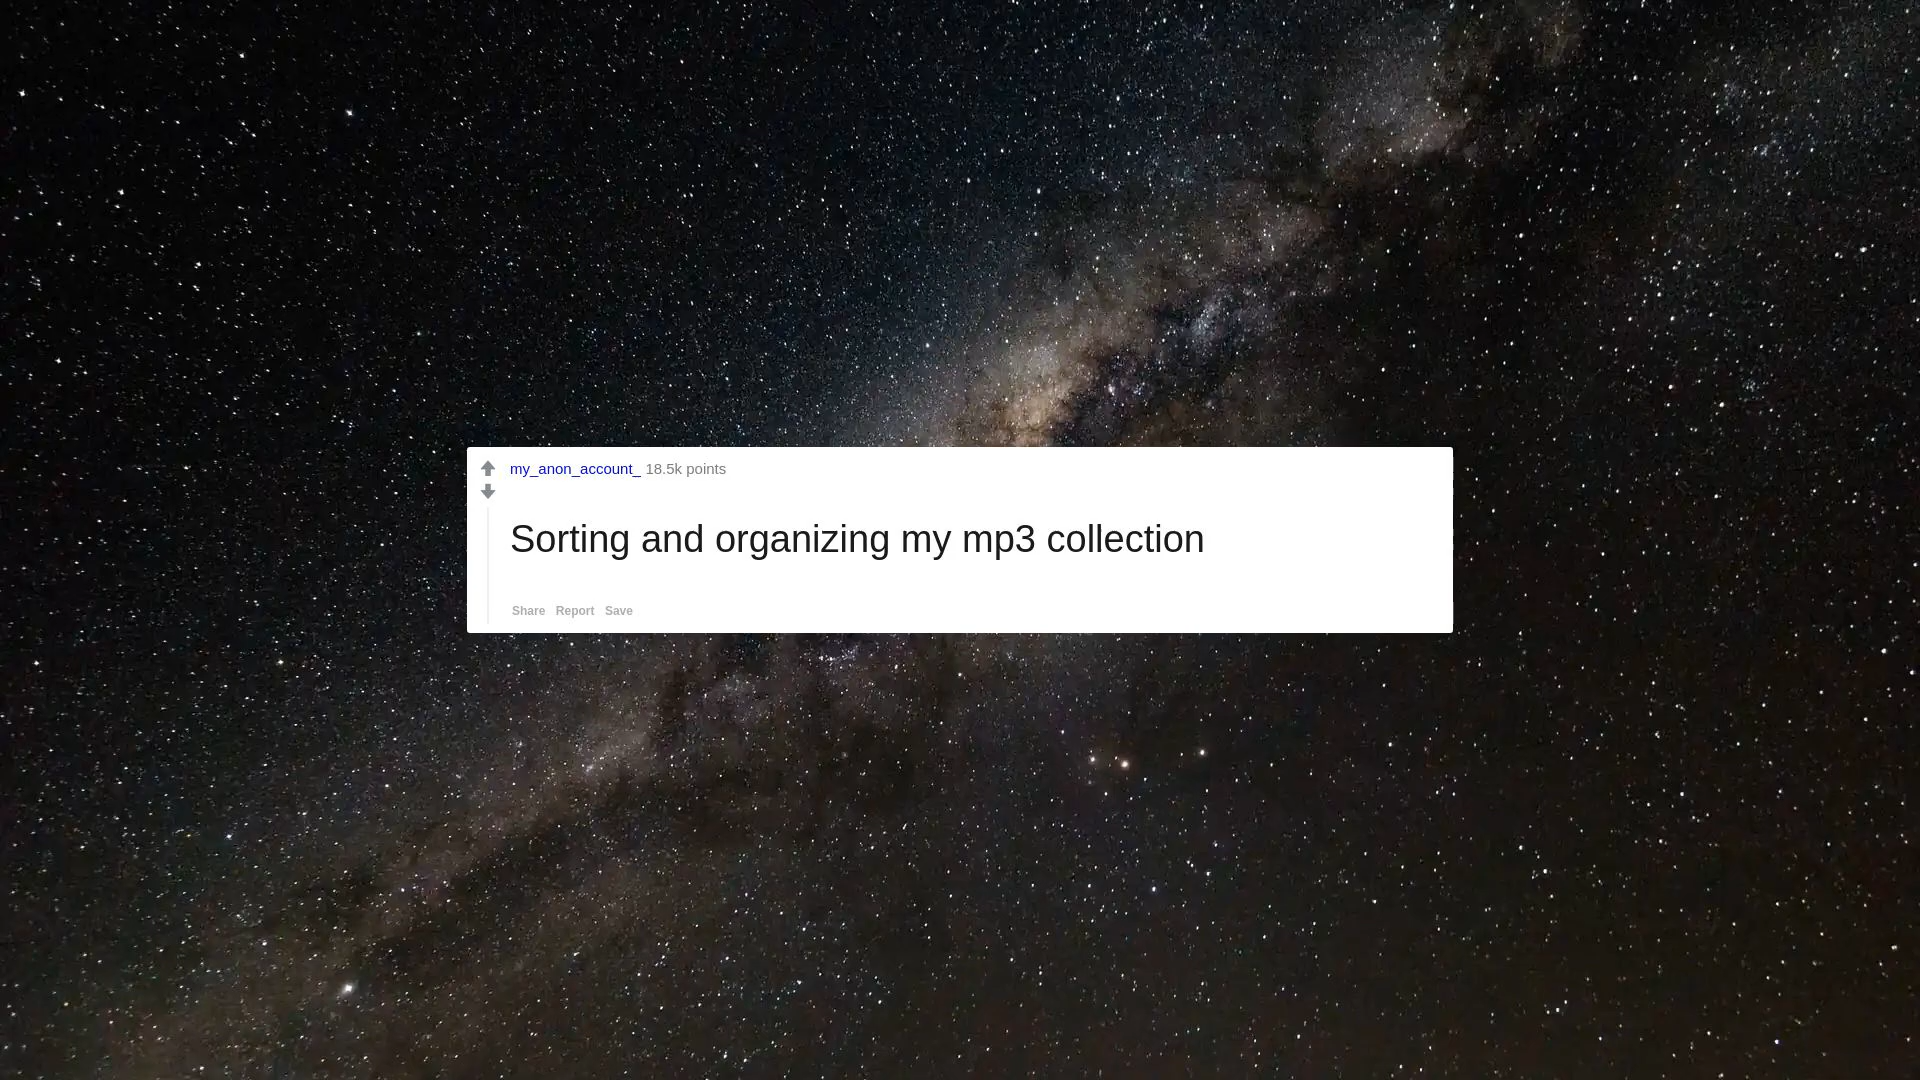 my_anon_account_ 18.5k points
Sorting and organizing my mp3 collection
Share Report Save